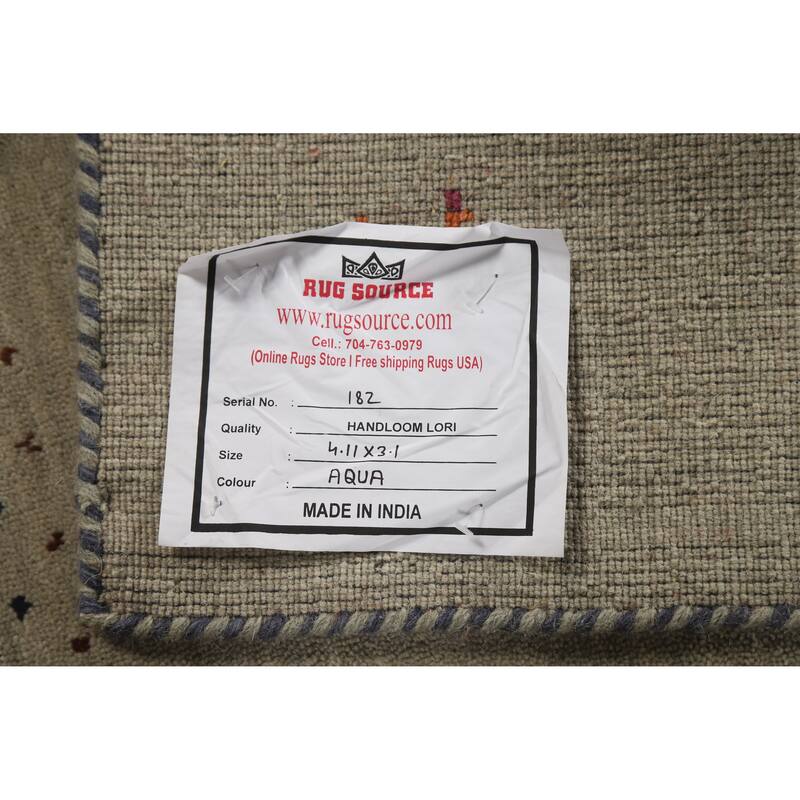 RUG SOURCE
www.rugsource.com
Cell.: 704-763-0979
(Online Rugs Store I Free shipping Rugs USA)
Serial No. : 182
Quality : HANDLOOM LORI
Size : 4.11X3.1
Colour : AQUA
MADE IN INDIA